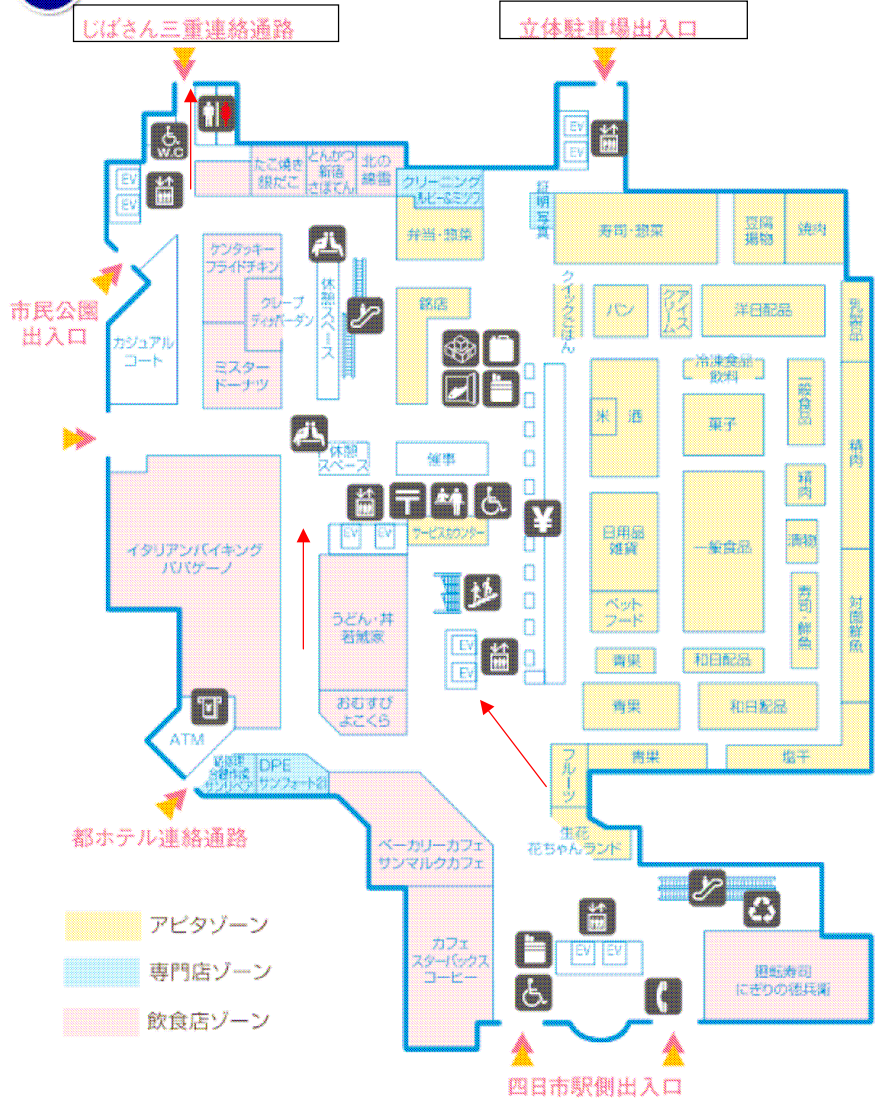 じばさん三重連絡通路
立体駐車場出入口
W.C
EV
EV
EV
EV
たこ焼き
銀だこ
とんかつ
新宿
さぼてん
北の
綿雪
クリーニング
弁当・惣菜
証明写真
寿司・惣菜
豆腐
揚物
焼肉
市民公園
出入口
カジュアル
コート
ケンタッキー
フライドチキン
クレープ
ディッパーダン
ミスター
ドーナツ
休憩スペース
銘店
クイックごはん
パン
アイス
クリーム
洋日配品
冷凍食品
飲料
一般食品
米
酒
菓子
精肉
休憩
スペース
催事
〒
EV
EV
サービスカウンター
¥
日用品
雑貨
一般食品
精肉
漬物
イタリアンバイキング
パパゲーノ
うどん・丼
若鯱家
ペット
フード
寿司・鮮魚
対面鮮魚
EV
EV
青果
和日配品
おむすび
よこくら
青果
和日配品
ATM
DPE
フルーツ
青果
塩干
都ホテル連絡通路
生花
花ちゃんランド
ベーカリーカフェ
サンマルクカフェ
アピタゾーン
専門店ゾーン
飲食店ゾーン
カフェ
スターバックス
コーヒー
EV
EV
廻転寿司
にぎりの徳兵衛
四日市駅側出入口